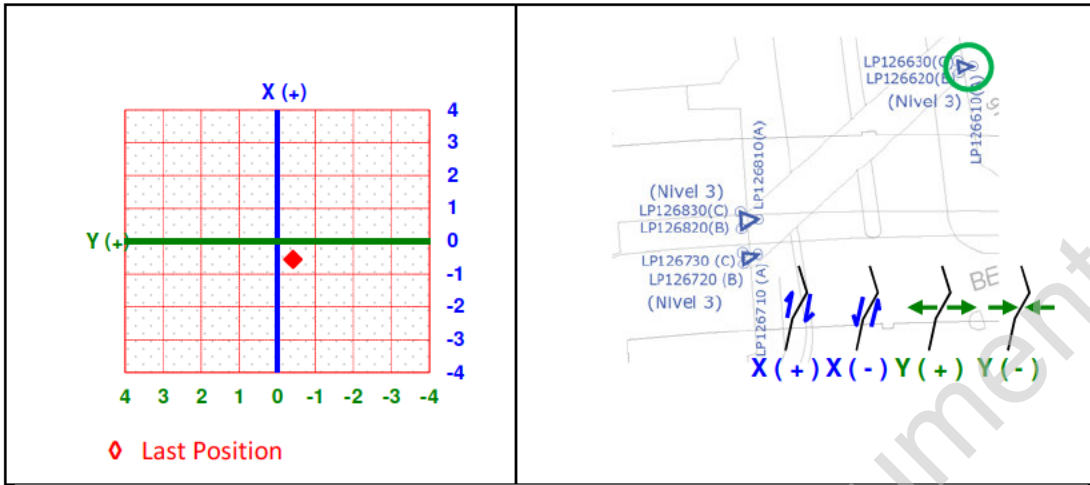 X (+)
4
3
2
1
0
-1
-2
-3
-4
Y (+)
4 3 2 1 0 -1 -2 -3 -4
Last Position
LP126630(C)
LP126620(B)
(Nivel 3)
LP126610(A)
LP126810(A)
(Nivel 3)
LP126830(C)
LP126820(B)
LP126730 (C)
LP126720 (B)
(Nivel 3)
LP126710 (A)
BE
X (+) X (-) Y (+) Y (-)
ument